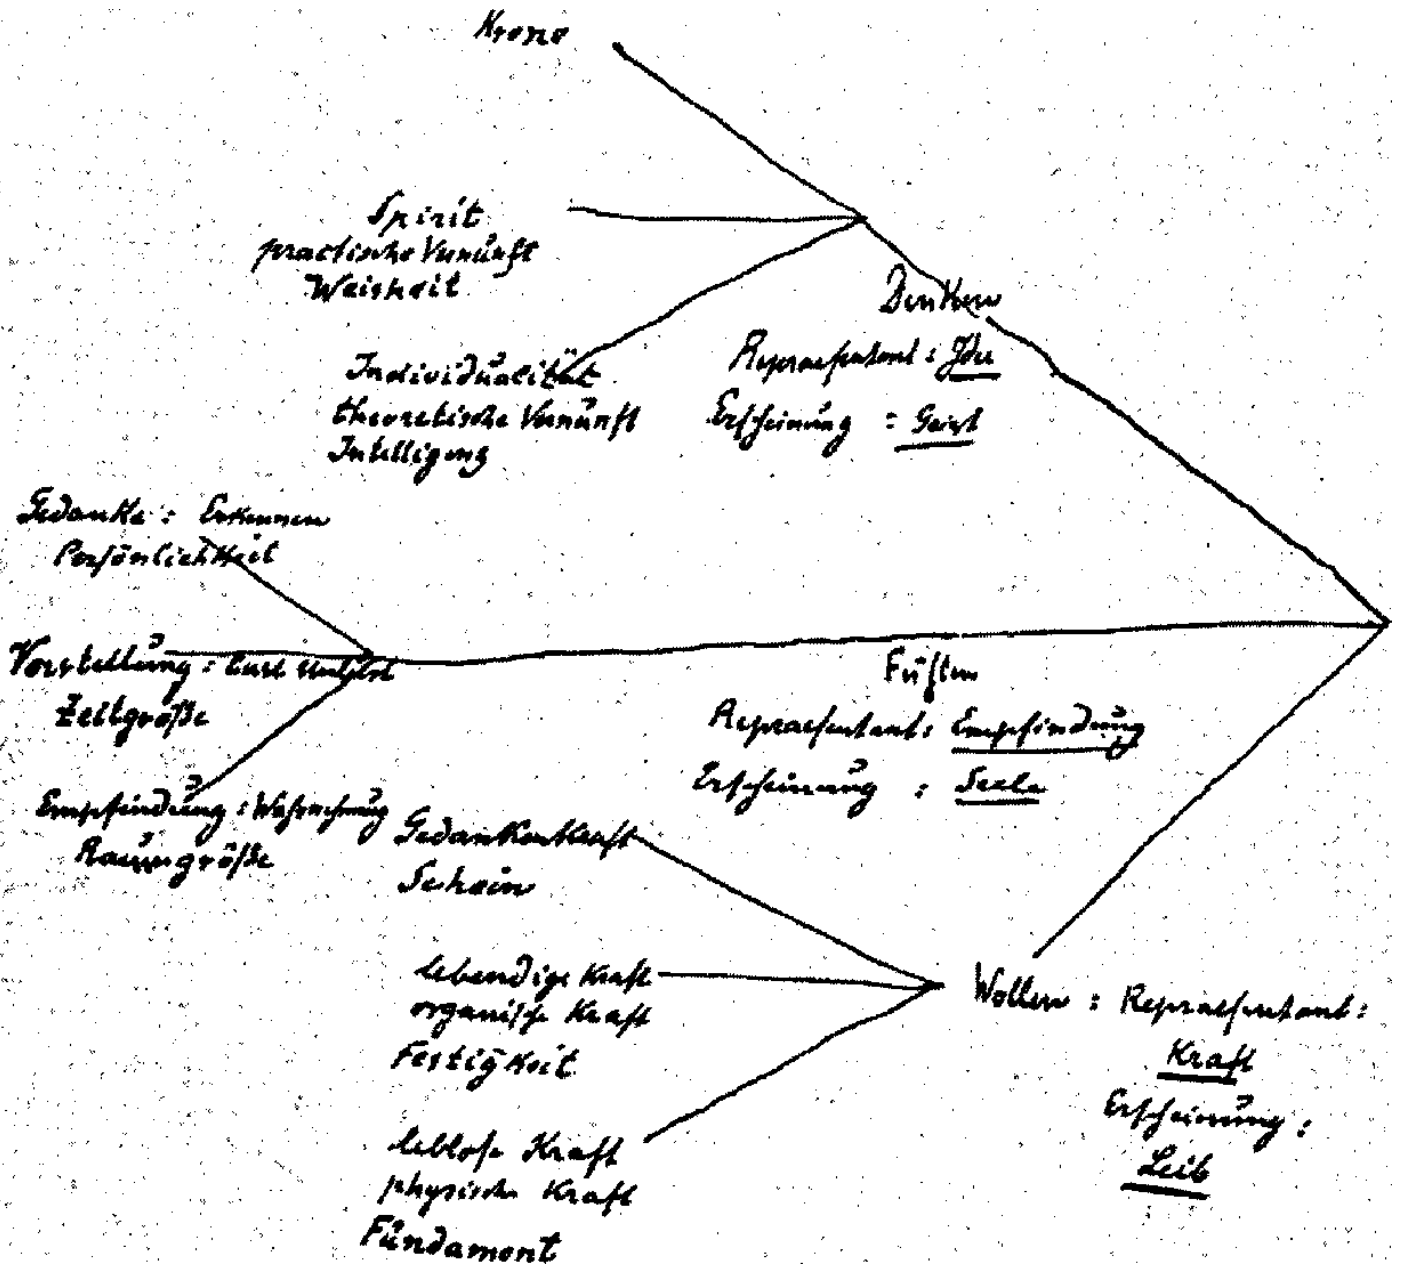 Krone
Spirit
practische Vernunft
Weisheit
Denken
Individualität
theoretische Vernunft
Intelligenz
Repraesentant : Idee
Erscheinung : Geist
Gedanke : Erkennen
Persönlichkeit
Vorstellung :
Zeitgröße
Empfindung : Wahrnehmung
Raumgröße
Fühlen
Repraesentant : Empfindung
Erscheinung : Seele
Gedankenkraft
Schein
lebendige Kraft
organische Kraft
Festigkeit
leblose Kraft
physische Kraft
Fundament
Wollen : Repraesentant :
Kraft
Erscheinung :
Leib